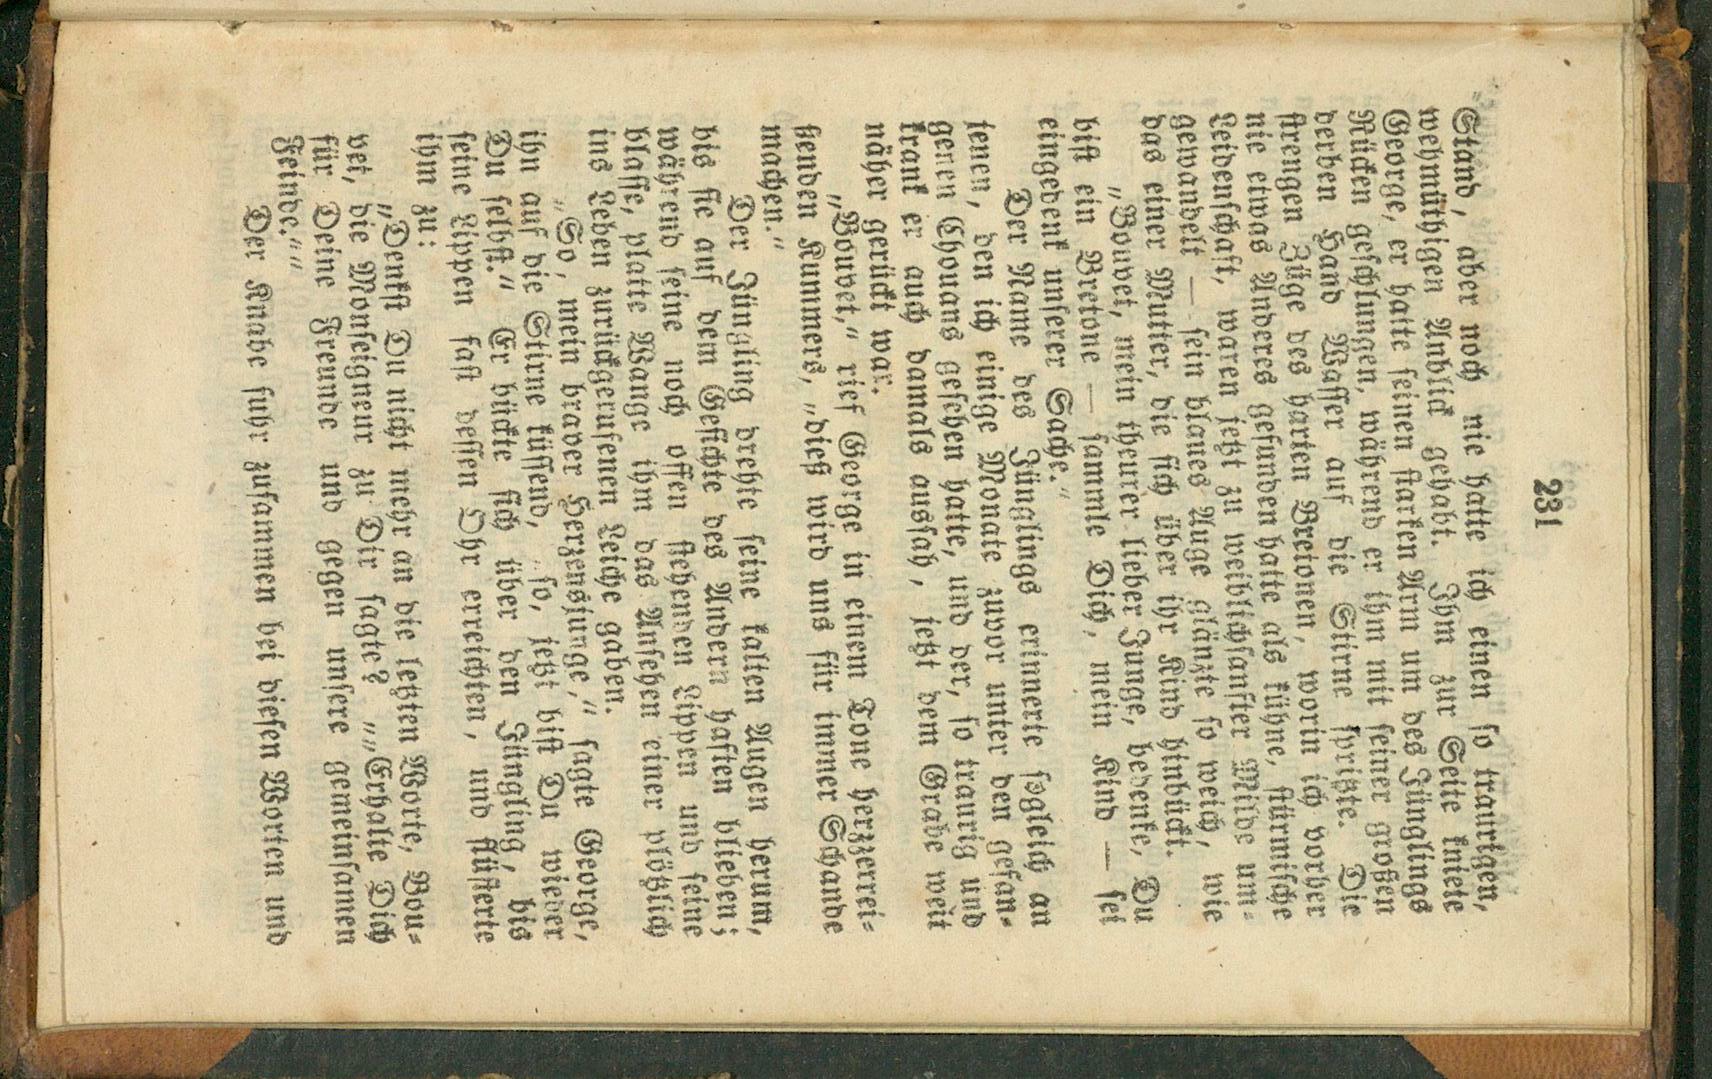 231
Stand, aber noch nie hatte ich einen so traurigen,
wehmüthigen Anblick gehabt. Ihm zur Seite kniete
George, er hatte seinen starken Arm um des Jünglings
Rücken geschlungen, während er ihm mit seiner großen
derben Hand Wasser auf die Stirne spritzte. Die
strengen Züge des harten Bretonen, worin ich vorher
nie etwas Anderes gefunden hatte als kühne, stürmische
Leidenschaft, waren jetzt zu weiblichsanfter Milde um=
gewandelt — sein blaues Auge glänzte so weich, wie
das einer Mutter, die sich über ihr Kind hinbückt.
„Bouvet, mein theurer lieber Junge, bedenke, Du
bist ein Bretone — sammle Dich, mein Kind — sei
eingedenk unserer Sache.“
Der Name des Jünglings erinnerte sogleich an
jenen, den ich einige Monate zuvor unter den gefan=
genen Chouans gesehen hatte, und der, so traurig und
krank er auch damals aussah, jetzt dem Grabe weit
näher gerückt war.
„Bouvet,“ rief George in einem Tone herzzerrei=
ßenden Kummers, „dieß wird uns für immer Schande
machen.“
Der Jüngling drehte seine kalten Augen herum,
bis sie auf dem Gesichte des Andern haften blieben;
während seine noch offen stehenden Lippen und seine
blasse, platte Wange ihm das Ansehen einer plötzlich
ins Leben zurückgerufenen Leiche gaben.
„So, mein braver Herzensjunge,“ sagte George,
ihn auf die Stirne küssend, „so, jetzt bist Du wieder
Du selbst.“ Er bückte sich über den Jüngling, bis
seine Lippen fast dessen Ohr erreichten, und flüsterte
ihm zu:
„Denkst Du nicht mehr an die letzten Worte, Bou=
vet, die Monseigneur zu Dir sagte? „„Erhalte Dich
für Deine Freunde und gegen unsere gemeinsamen
Feinde.““
Der Knabe fuhr zusammen bei diesen Worten und